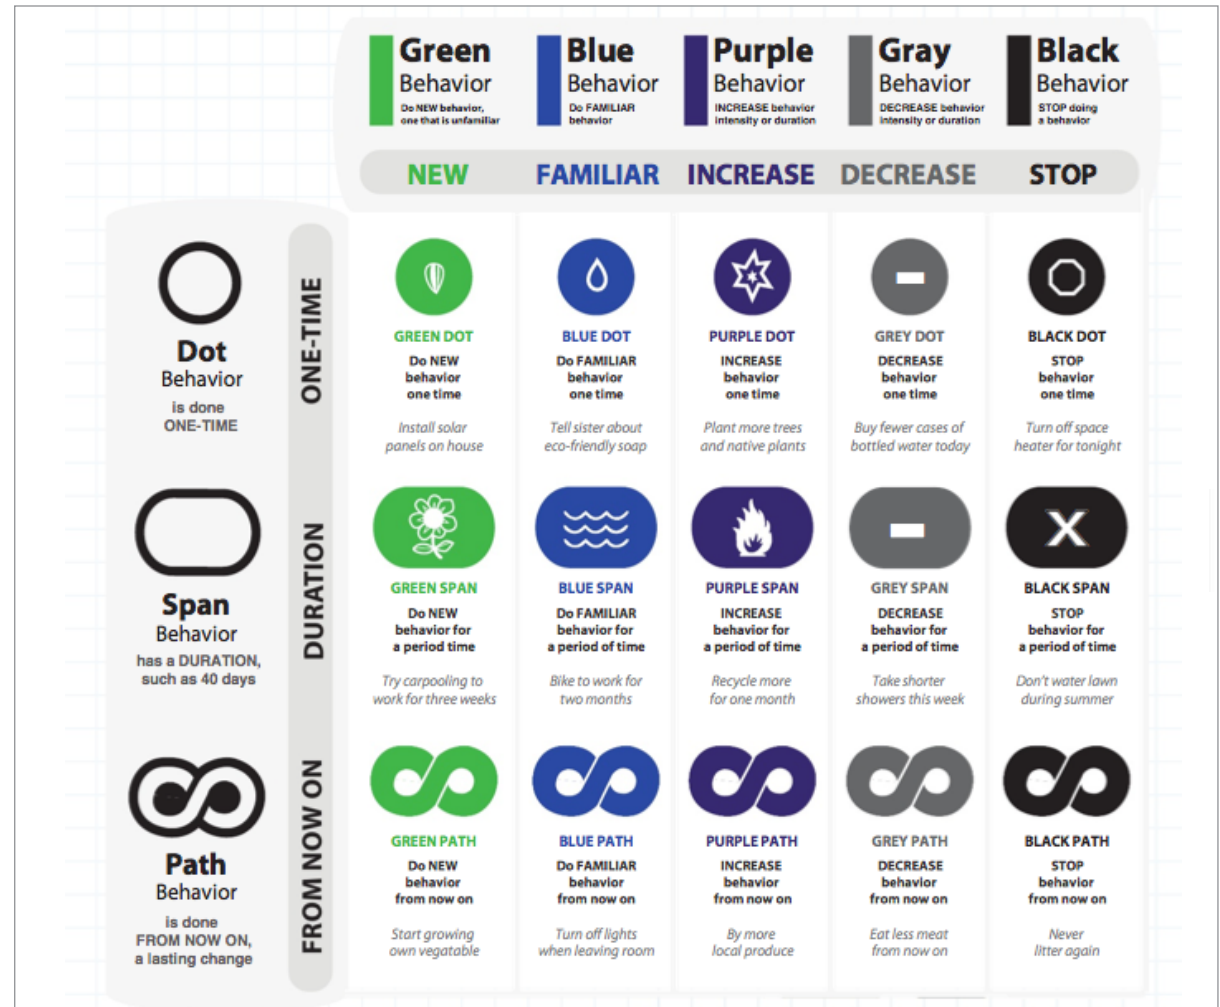 Green
Behavior
Do NEW behavior,
one that is unfamiliar
Blue
Behavior
Do FAMILIAR
behavior
Purple
Behavior
INCREASE behavior
intensity or duration
Gray
Behavior
DECREASE behavior
intensity or duration
Black
Behavior
STOP doing
a behavior
NEW
FAMILIAR
INCREASE
DECREASE
STOP
Dot
Behavior
is done
ONE-TIME
ONE-TIME
GREEN DOT
Do NEW
behavior
one time
Install solar
panels on house
BLUE DOT
Do FAMILIAR
behavior
one time
Tell sister about
eco-friendly soap
PURPLE DOT
INCREASE
behavior
one time
Plant more trees
and native plants
GREY DOT
DECREASE
behavior
one time
Buy fewer cases of
bottled water today
BLACK DOT
STOP
behavior
one time
Turn off space
heater for tonight
Span
Behavior
has a DURATION,
such as 40 days
DURATION
GREEN SPAN
Do NEW
behavior for
a period time
Try carpooling to
work for three weeks
BLUE SPAN
Do FAMILIAR
behavior for
a period of time
Bike to work for
two months
PURPLE SPAN
INCREASE
behavior for
a period of time
Recycle more
for one month
GREY SPAN
DECREASE
behavior for
a period of time
Take shorter
showers this week
X
BLACK SPAN
STOP
behavior for
a period of time
Don't water lawn
during summer
Path
Behavior
is done
FROM NOW ON,
a lasting change
FROM NOW ON
GREEN PATH
Do NEW
behavior
from now on
Start growing
own vegatable
BLUE PATH
Do FAMILIAR
behavior
from now on
Turn off lights
when leaving room
PURPLE PATH
INCREASE
behavior
from now on
By more
local produce
GREY PATH
DECREASE
behavior
from now on
Eat less meat
from now on
BLACK PATH
STOP
behavior
from now on
Never
litter again